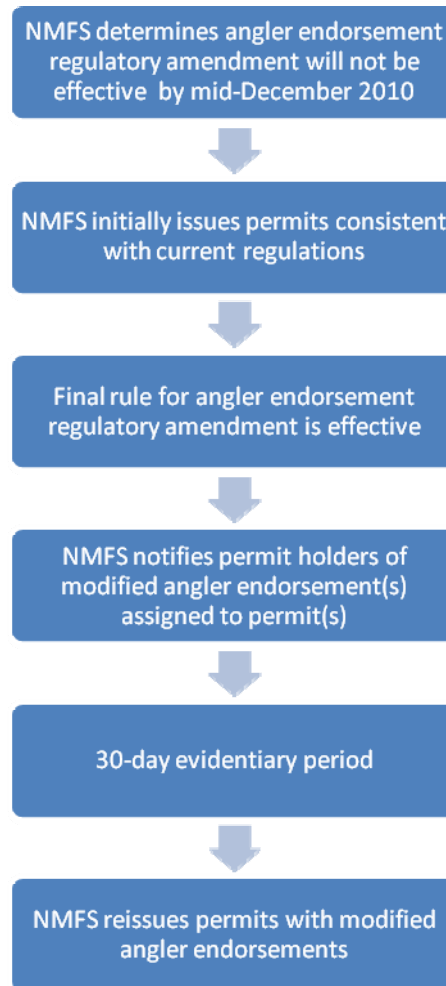 NMFS determines angler endorsement
regulatory amendment will not be
effective by mid-December 2010
NMFS initially issues permits consistent
with current regulations
Final rule for angler endorsement
regulatory amendment is effective
NMFS notifies permit holders of
modified angler endorsement(s)
assigned to permit(s)
30-day evidentiary period
NMFS reissues permits with modified
angler endorsements